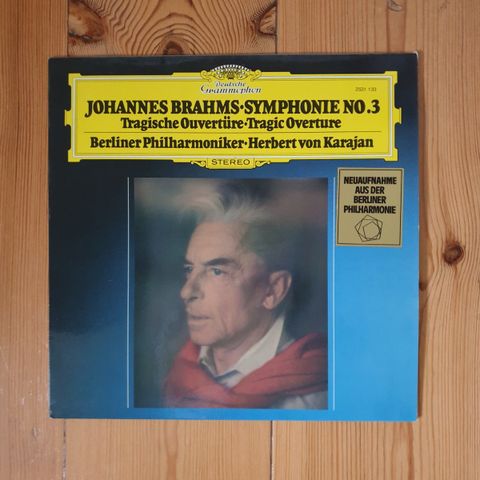 Deutsche
Grammophon
2531 133
JOHANNES BRAHMS·SYMPHONIE NO.3
Tragische Ouvertüre·Tragic Overture
Berliner Philharmoniker·Herbert von Karajan
STEREO
NEUAUFNAHME
AUS DER
BERLINER
PHILHARMONIE